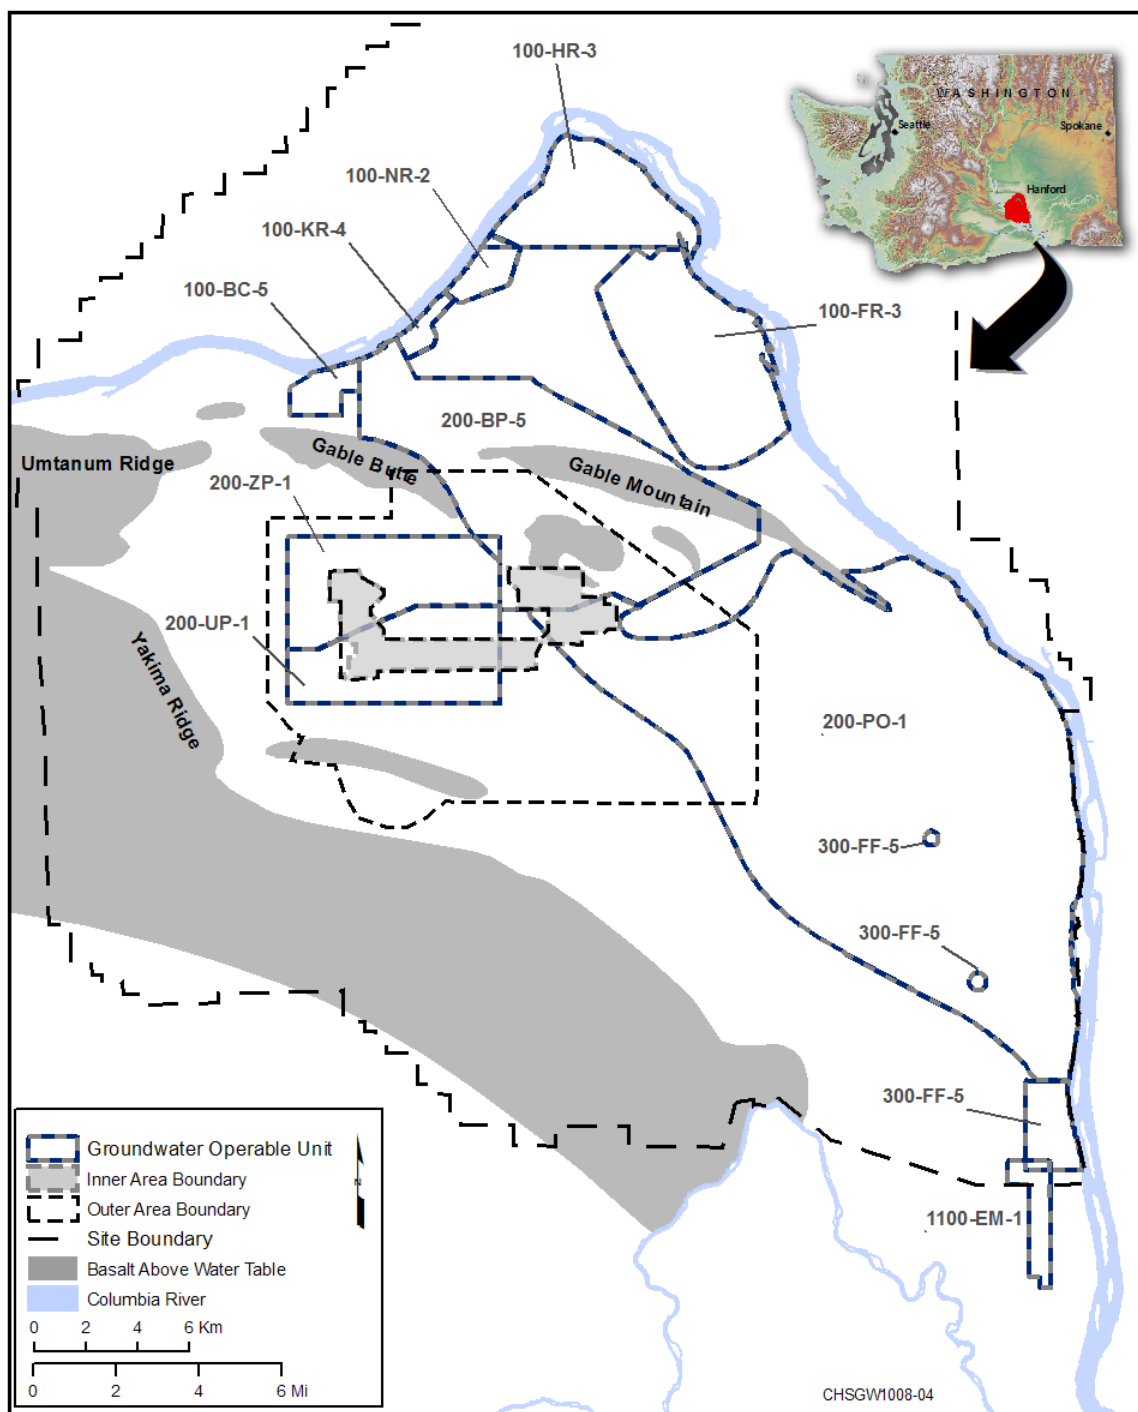 100-HR-3
WASHINGTON
Seattle
Spokane
Hanford
100-NR-2
100-KR-4
100-BC-5
100-FR-3
200-BP-5
Gable Butte
Umtanum Ridge
Gable Mountain
200-ZP-1
200-UP-1
Yakima Ridge
200-PO-1
300-FF-5
300-FF-5
300-FF-5
1100-EM-1
Groundwater Operable Unit
Inner Area Boundary
Outer Area Boundary
Site Boundary
Basalt Above Water Table
Columbia River
N
0 2 4 6 Km
0 2 4 6 Mi
CHSGW1008-04